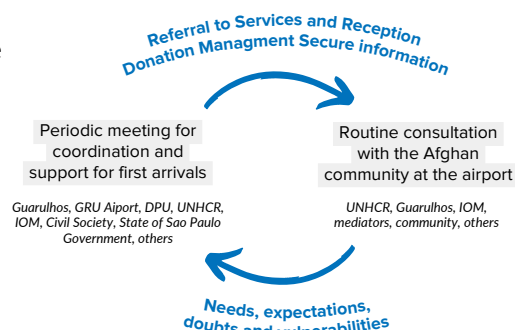 e
Referral to Services and Reception
Donation Managment Secure information
Periodic meeting for
coordination and
support for first arrivals
Guarulhos, GRU Aiport, DPU, UNHCR,
IOM, Civil Society, State of Sao Paulo
Government, others
Routine consultation
with the Afghan
community at the airport
UNHCR, Guarulhos, IOM,
mediators, community, others
Needs, expectations,
doubts and vulnerabilities